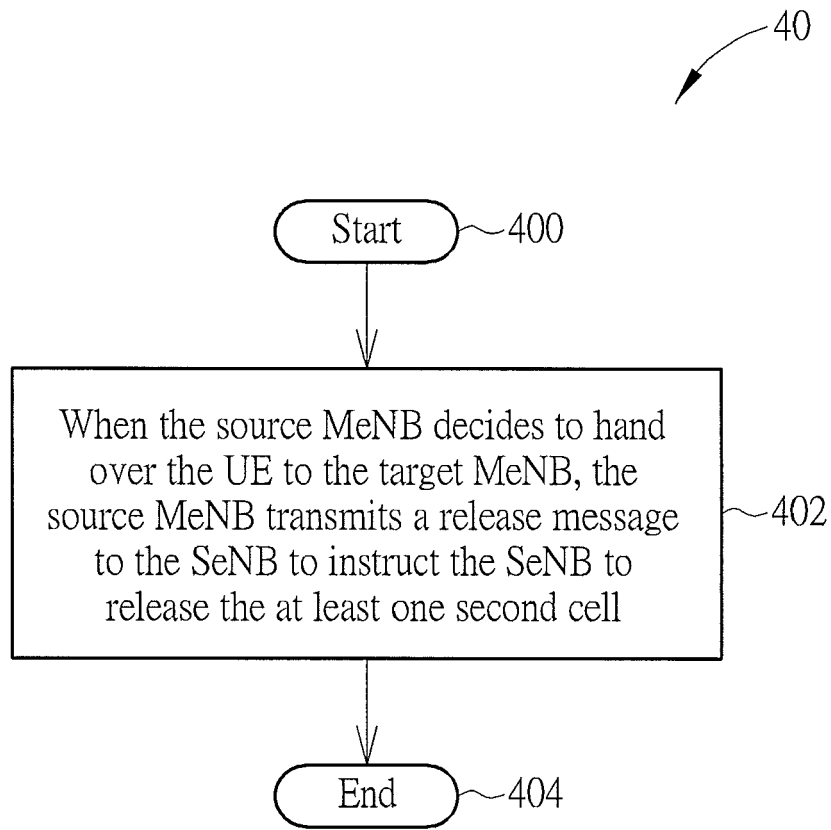 40
Start
400
When the source MeNB decides to hand
over the UE to the target MeNB, the
source MeNB transmits a release message
to the SeNB to instruct the SeNB to
release the at least one second cell
402
End
404